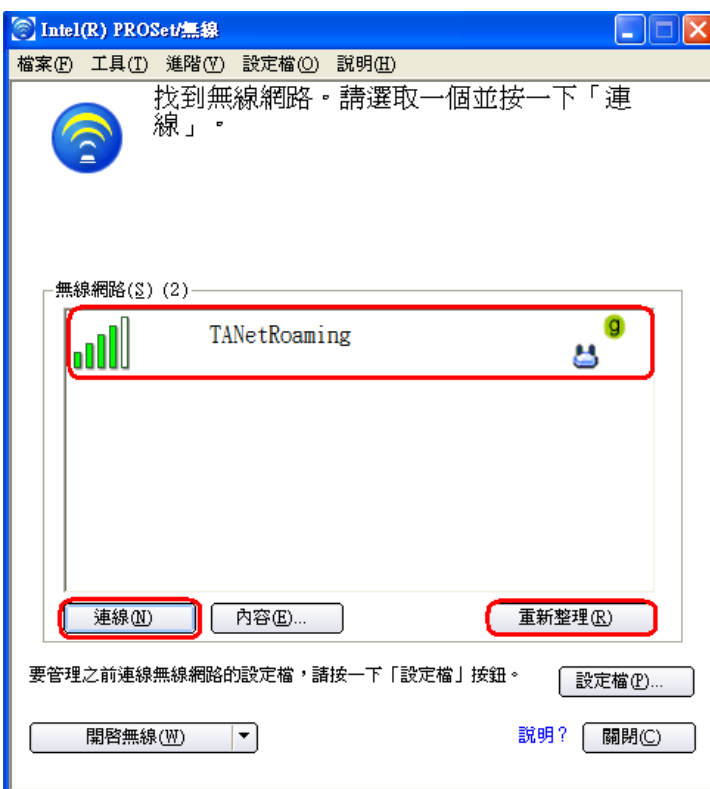 Intel(R) PROSet/無線
檔案(F) 工具(T) 進階(V) 設定檔(O) 說明(H)
找到無線網路。請選取一個並按一下「連
線」。
無線網路(S) (2)
TANetRoaming
g
連線(N) 內容(E)... 重新整理(R)
要管理之前連線無線網路的設定檔，請按一下「設定檔」按鈕。
設定檔(P)...
開啟無線(W) 說明? 關閉(C)